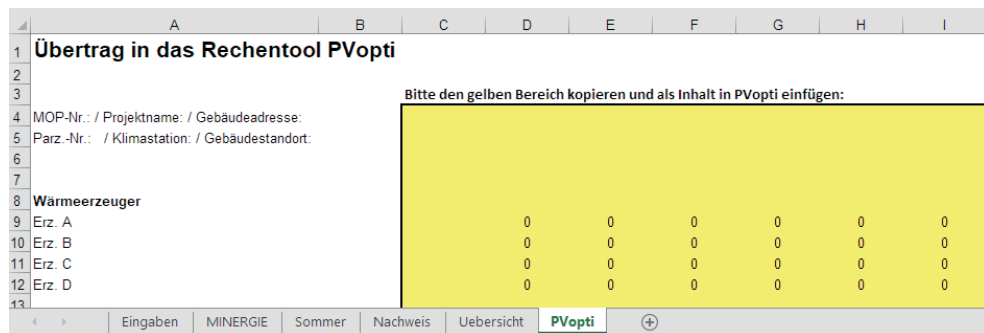 A B C D E F G H I
1 Übertrag in das Rechentool PVopti
2
3 Bitte den gelben Bereich kopieren und als Inhalt in PVopti einfügen:
4 MOP-Nr.: / Projektname: / Gebäudeadresse:
5 Parz.-Nr.: / Klimastation: / Gebäudestandort:
6
7
8 Wärmeerzeuger
9 Erz. A 0 0 0 0 0 0
10 Erz. B 0 0 0 0 0 0
11 Erz. C 0 0 0 0 0 0
12 Erz. D 0 0 0 0 0 0
13
Eingaben MINERGIE Sommer Nachweis Uebersicht PVopti